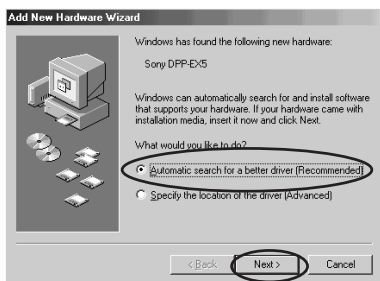 Add New Hardware Wizard
Windows has found the following new hardware:
Sony DPP-EX5
Windows can automatically search for and install software
that supports your hardware. If your hardware came with
installation media, insert it now and click Next.
What would you like to do?
Automatic search for a better driver (Recommended)
Specify the location of the driver (Advanced)
< Back
Next >
Cancel